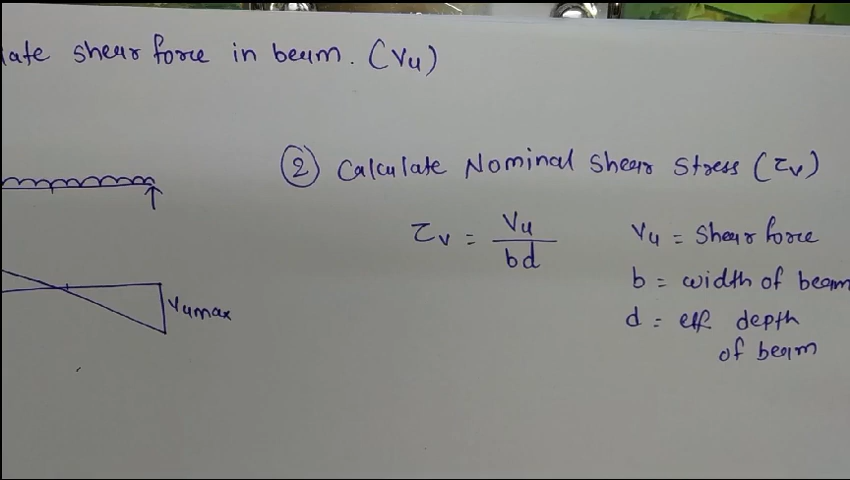 late shear force in beam. (Vu)
② Calculate Nominal Shear Stress (τv)
τv = Vu / bd
Vu = Shear force
b = width of beam
d = eff depth
of beam
Vumax